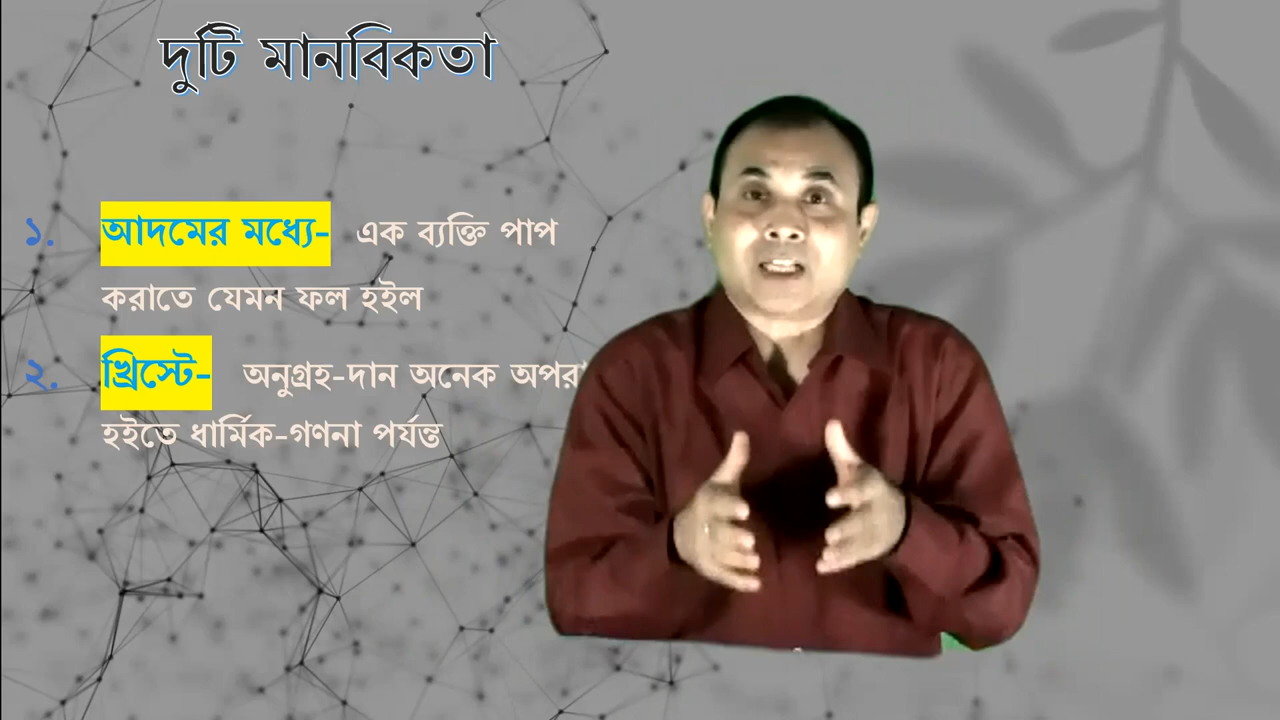 দুটি মানবিকতা
১. আদমের মধ্যে- এক ব্যক্তি পাপ
করাতে যেমন ফল হইল
২. খ্রিস্টে- অনুগ্রহ-দান অনেক
হইতে ধার্মিক-গণনা পর্যন্ত